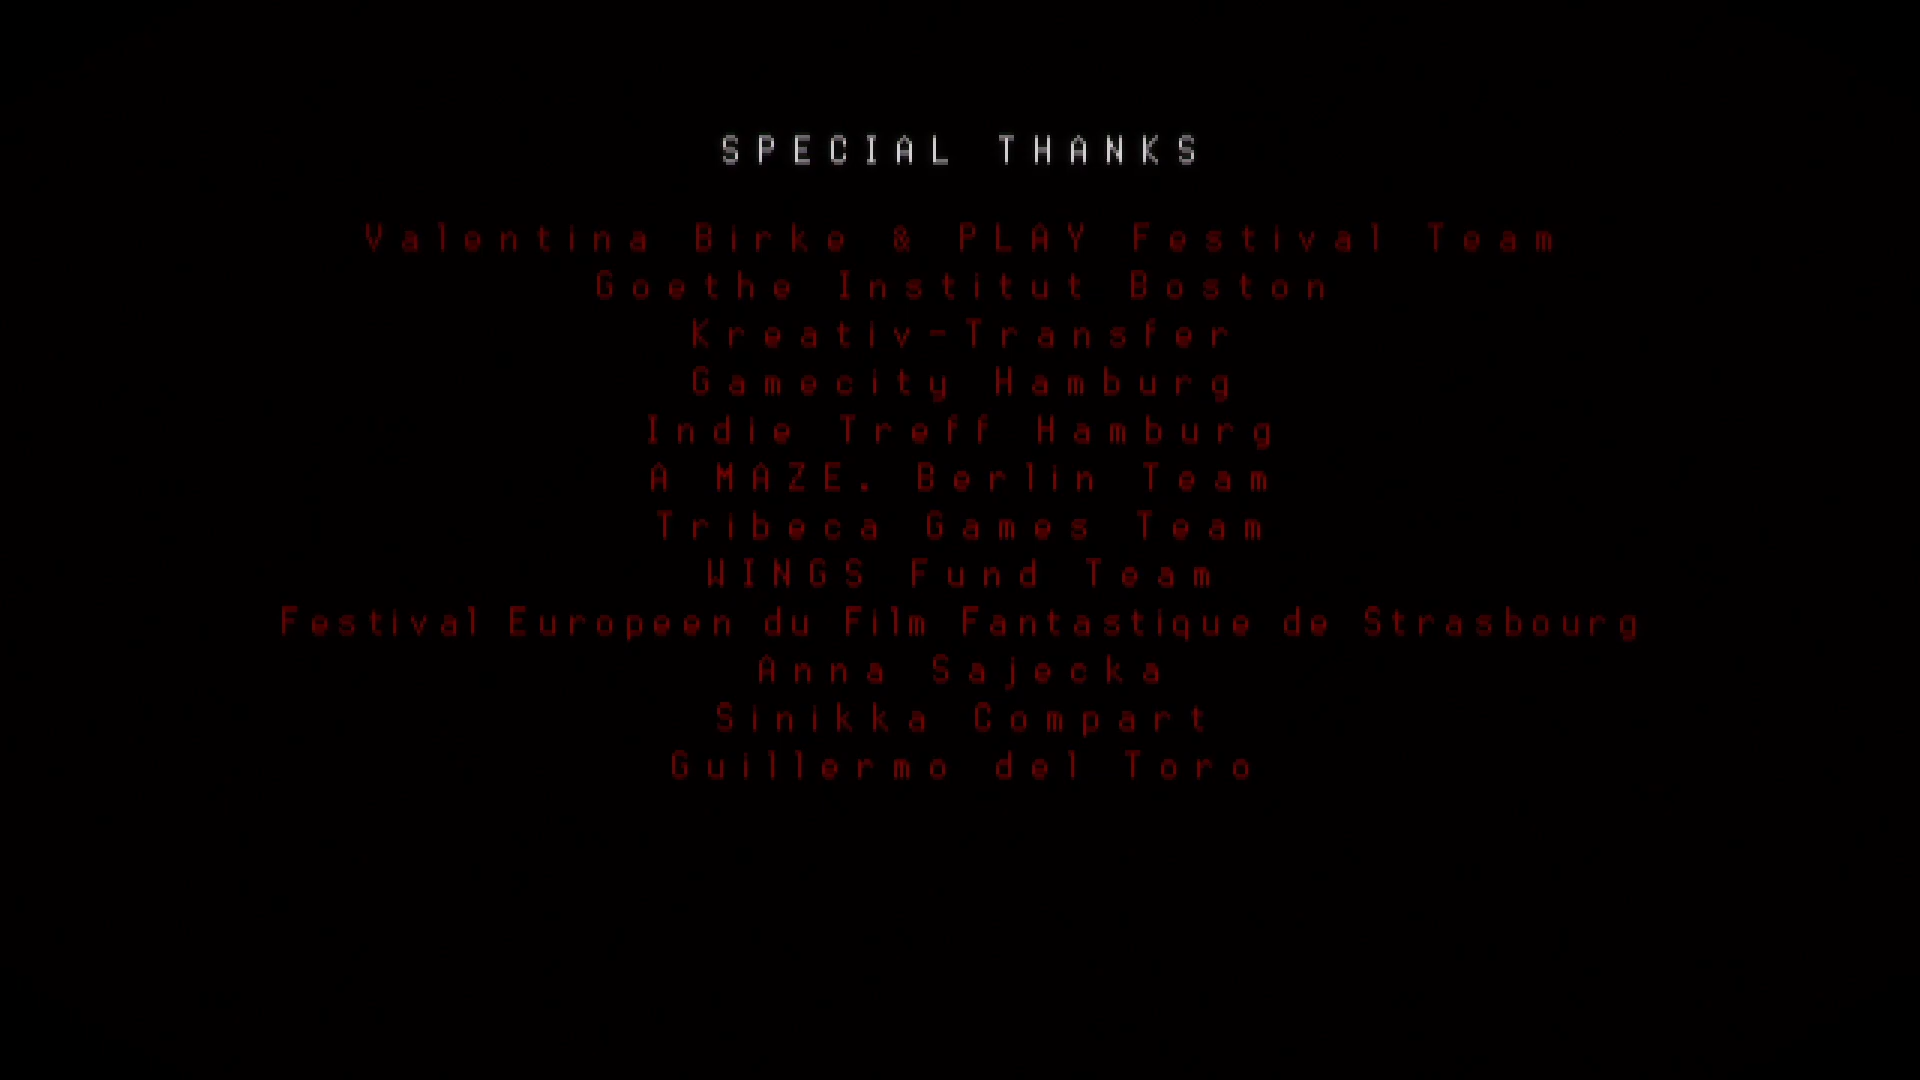 SPECIAL THANKS
Valentina Birke & PLAY Festival Team
Goethe Institut Boston
Kreativ-Transfer
Gamecity Hamburg
Indie Treff Hamburg
A MAZE. Berlin Team
Tribeca Games Team
WINGS Fund Team
Festival Europeen du Film Fantastique de Strasbourg
Anna Sajecka
Sinikka Compart
Guillermo del Toro